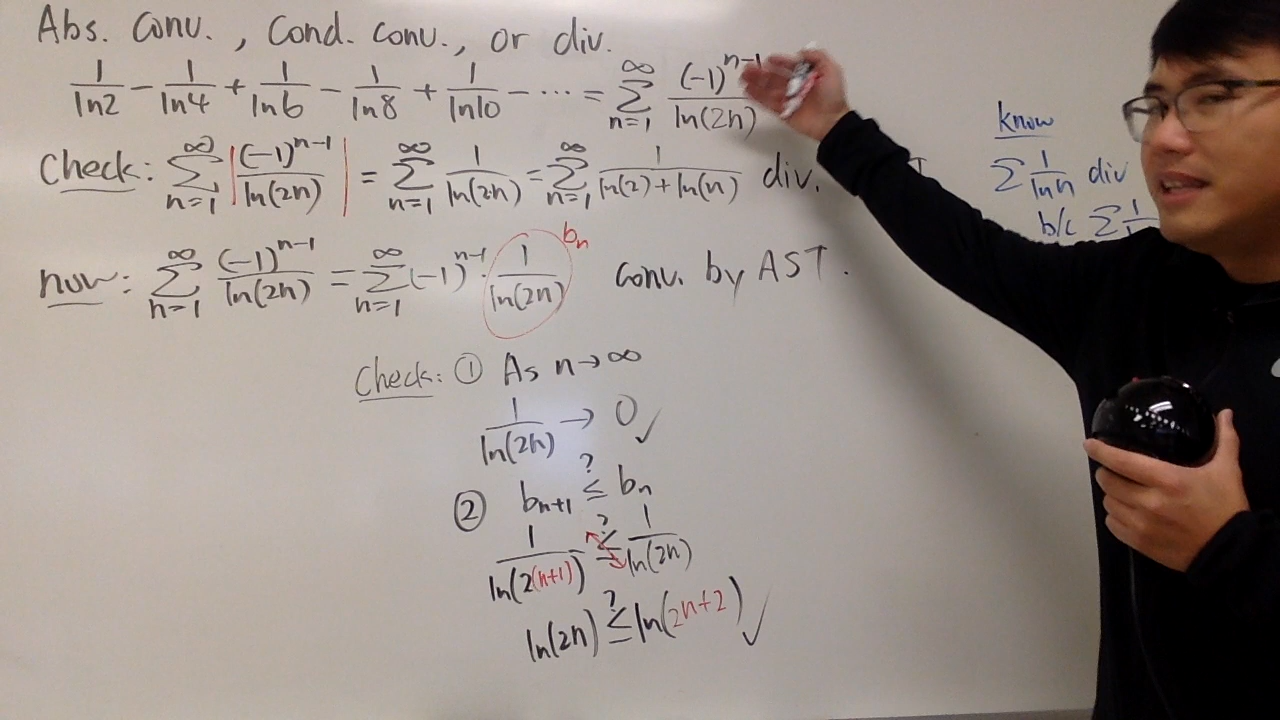 Abs. Conv., Cond. conv., or div.
1/ln2 − 1/ln4 + 1/ln6 − 1/ln8 + 1/ln10 − ⋯ = ∑_{n=1}^{∞} (-1)^{n-1}/ln(2n)
Check: ∑_{n=1}^{∞} |(-1)^{n-1}/ln(2n)| = ∑_{n=1}^{∞} 1/ln(2n) = ∑_{n=1}^{∞} 1/(ln(2)+ln(n)) div.
know
∑ 1/ln n div
b/c ∑
now: ∑_{n=1}^{∞} (-1)^{n-1}/ln(2n) = ∑_{n=1}^{∞} (-1)^{n-1} · 1/ln(2n) conv. by AST.
bn
Check: ① As n→∞
1/ln(2n) → 0 ✓
② b_{n+1} ≤? b_n
1/ln(2(n+1)) ≤? 1/ln(2n)
ln(2n) ≤? ln(2n+2) ✓